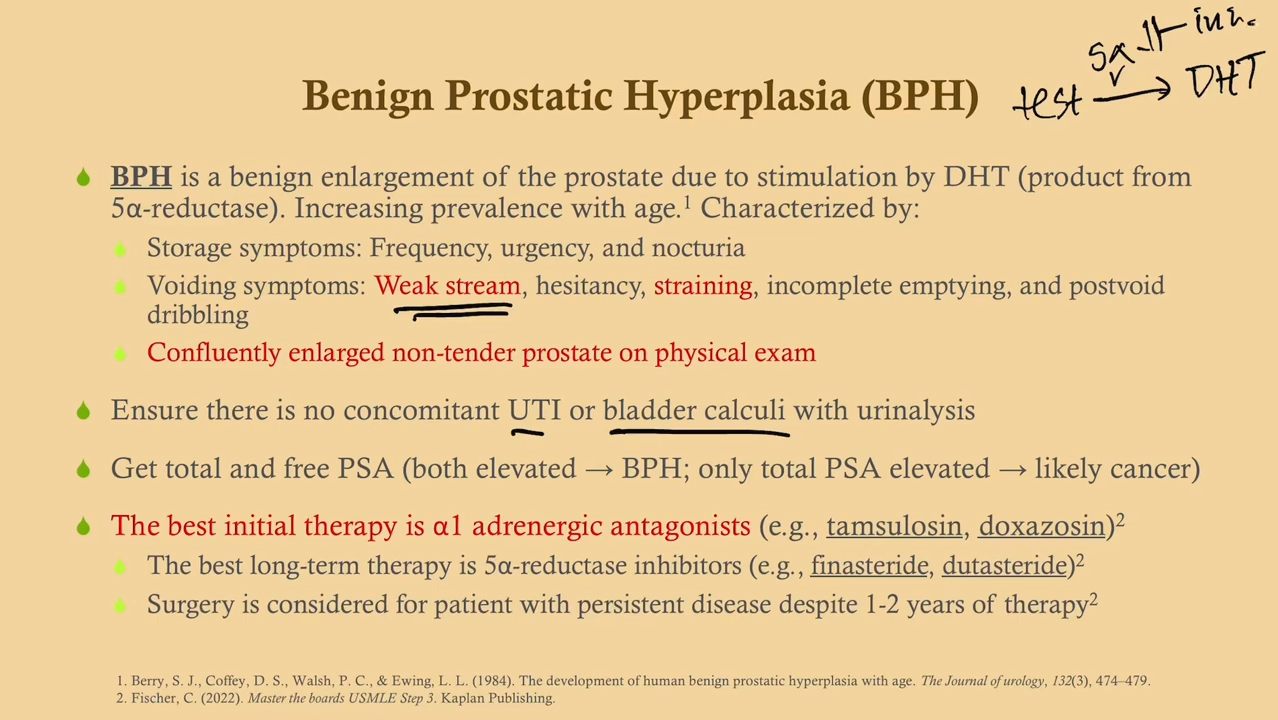 5α
inh.
test → DHT
Benign Prostatic Hyperplasia (BPH)
BPH is a benign enlargement of the prostate due to stimulation by DHT (product from
5α-reductase). Increasing prevalence with age.¹ Characterized by:
Storage symptoms: Frequency, urgency, and nocturia
Voiding symptoms: Weak stream, hesitancy, straining, incomplete emptying, and postvoid
dribbling
Confluently enlarged non-tender prostate on physical exam
Ensure there is no concomitant UTI or bladder calculi with urinalysis
Get total and free PSA (both elevated → BPH; only total PSA elevated → likely cancer)
The best initial therapy is α1 adrenergic antagonists (e.g., tamsulosin, doxazosin)²
The best long-term therapy is 5α-reductase inhibitors (e.g., finasteride, dutasteride)²
Surgery is considered for patient with persistent disease despite 1-2 years of therapy²
1. Berry, S. J., Coffey, D. S., Walsh, P. C., & Ewing, L. L. (1984). The development of human benign prostatic hyperplasia with age. The Journal of urology, 132(3), 474–479.
2. Fischer, C. (2022). Master the boards USMLE Step 3. Kaplan Publishing.